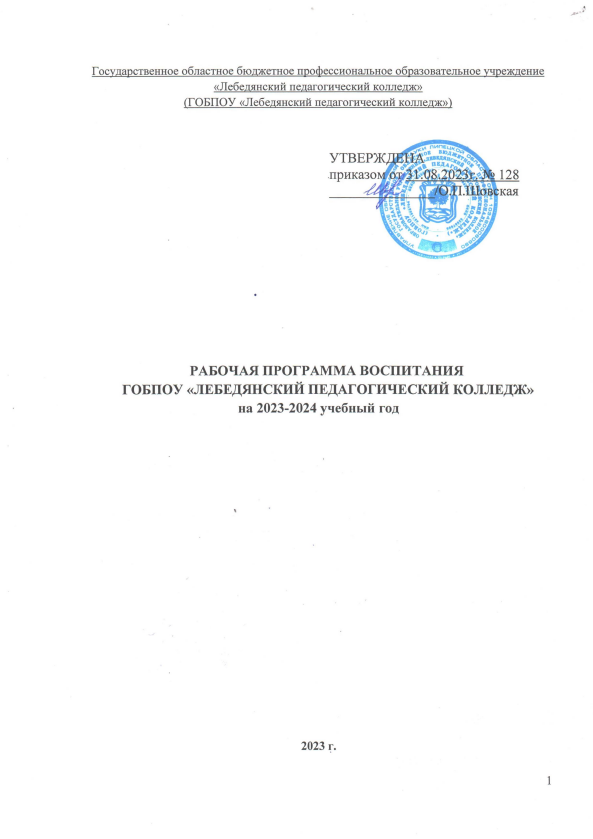 Государственное областное бюджетное профессиональное образовательное учреждение
«Лебедянский педагогический колледж»
(ГОБПОУ «Лебедянский педагогический колледж»)
УТВЕРЖДЕНА
приказом от 31.08.2023г. № 128
/О.П.Шовская
РАБОЧАЯ ПРОГРАММА ВОСПИТАНИЯ
ГОБПОУ «ЛЕБЕДЯНСКИЙ ПЕДАГОГИЧЕСКИЙ КОЛЛЕДЖ»
на 2023-2024 учебный год
2023 г.
1